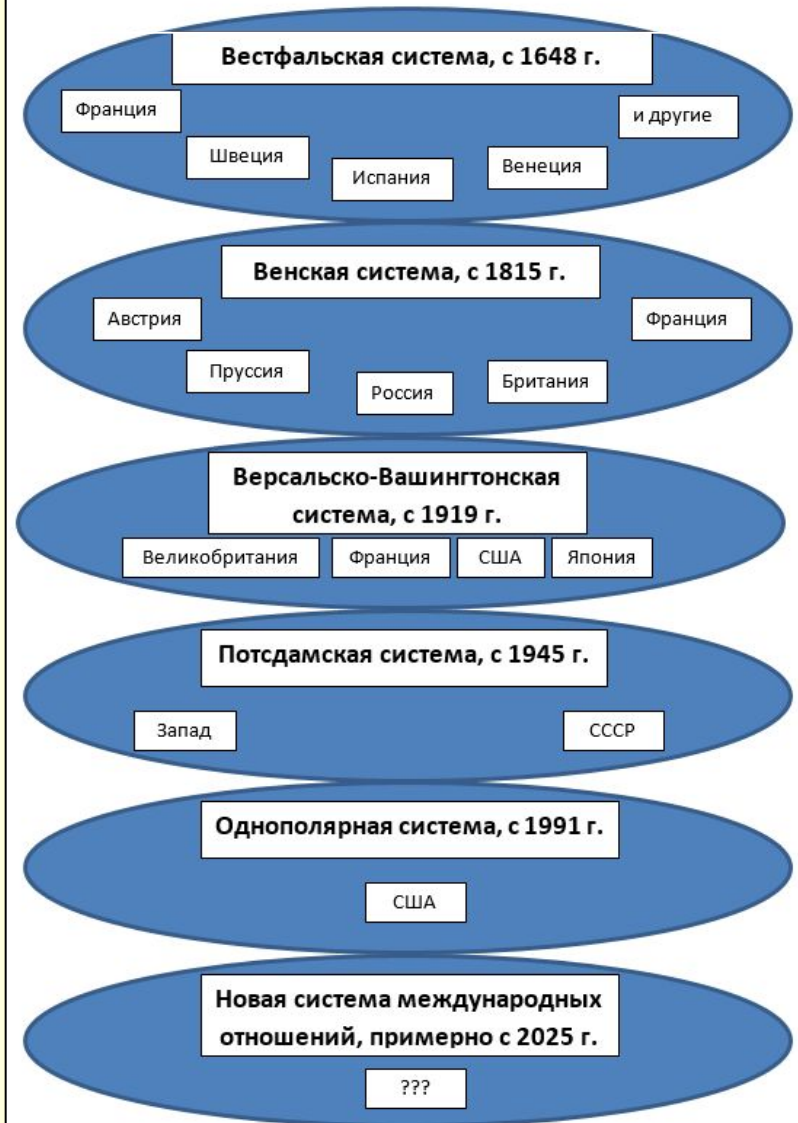 Вестфальская система, с 1648 г.
Франция
и другие
Швеция
Испания
Венеция
Венская система, с 1815 г.
Австрия
Франция
Пруссия
Россия
Британия
Версальско-Вашингтонская
система, с 1919 г.
Великобритания
Франция
США
Япония
Потсдамская система, с 1945 г.
Запад
СССР
Однополярная система, с 1991 г.
США
Новая система международных
отношений, примерно с 2025 г.
???